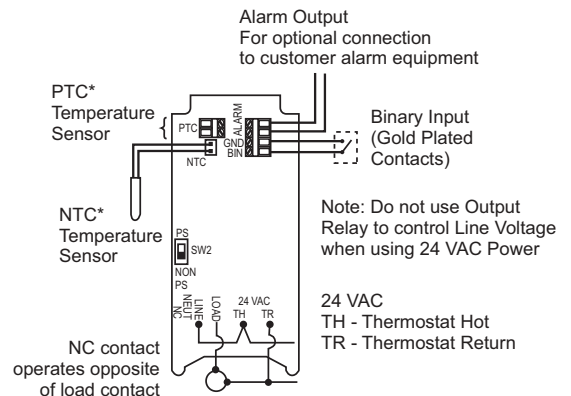 Alarm Output
For optional connection
to customer alarm equipment
PTC*
Temperature
Sensor
PTC
ALARM
GND
BIN
NTC
Binary Input
(Gold Plated
Contacts)
NTC*
Temperature
Sensor
PS
SW2
NON
PS
Note: Do not use Output
Relay to control Line Voltage
when using 24 VAC Power
NC
NEUT
LINE
LOAD
24 VAC
TH
TR
24 VAC
TH - Thermostat Hot
TR - Thermostat Return
NC contact
operates opposite
of load contact